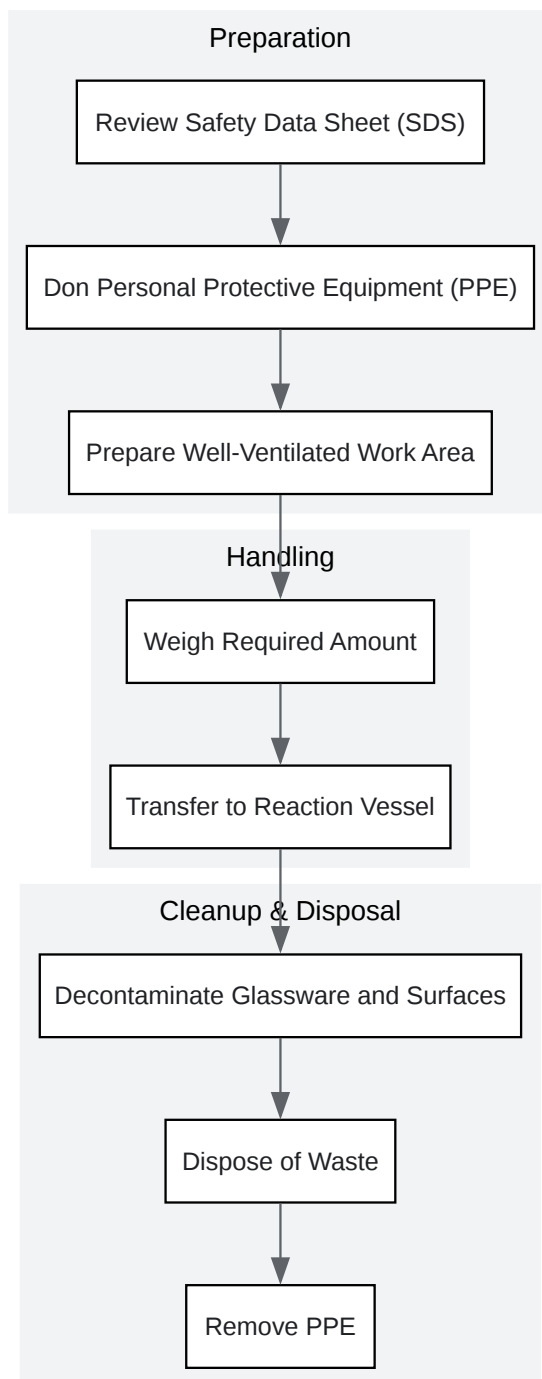 Preparation
Review Safety Data Sheet (SDS)
Don Personal Protective Equipment (PPE)
Prepare Well-Ventilated Work Area
Handling
Weigh Required Amount
Transfer to Reaction Vessel
Cleanup & Disposal
Decontaminate Glassware and Surfaces
Dispose of Waste
Remove PPE